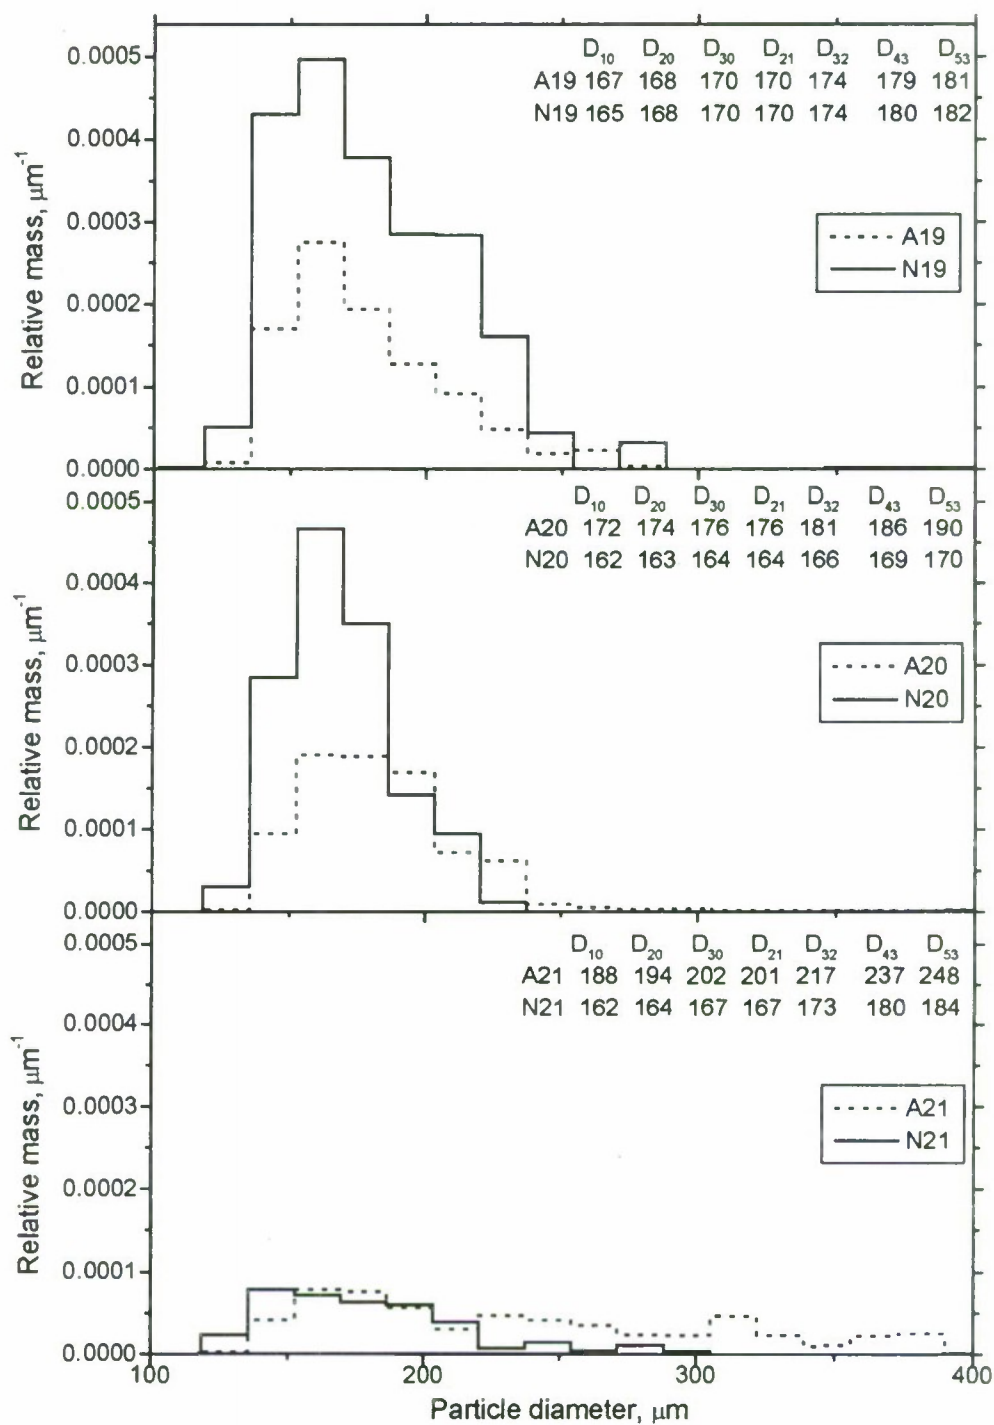 D10 D20 D30 D21 D32 D43 D53
A19 167 168 170 170 174 179 181
N19 165 168 170 170 174 180 182
0.0005
0.0004
0.0003
0.0002
0.0001
0.0000
Relative mass, μm-1
A19
N19
D10 D20 D30 D21 D32 D43 D53
A20 172 174 176 176 181 186 190
N20 162 163 164 164 166 169 170
0.0005
0.0004
0.0003
0.0002
0.0001
0.0000
Relative mass, μm-1
A20
N20
D10 D20 D30 D21 D32 D43 D53
A21 188 194 202 201 217 237 248
N21 162 164 167 167 173 180 184
0.0005
0.0004
0.0003
0.0002
0.0001
0.0000
Relative mass, μm-1
A21
N21
100 200 300 400
Particle diameter, μm